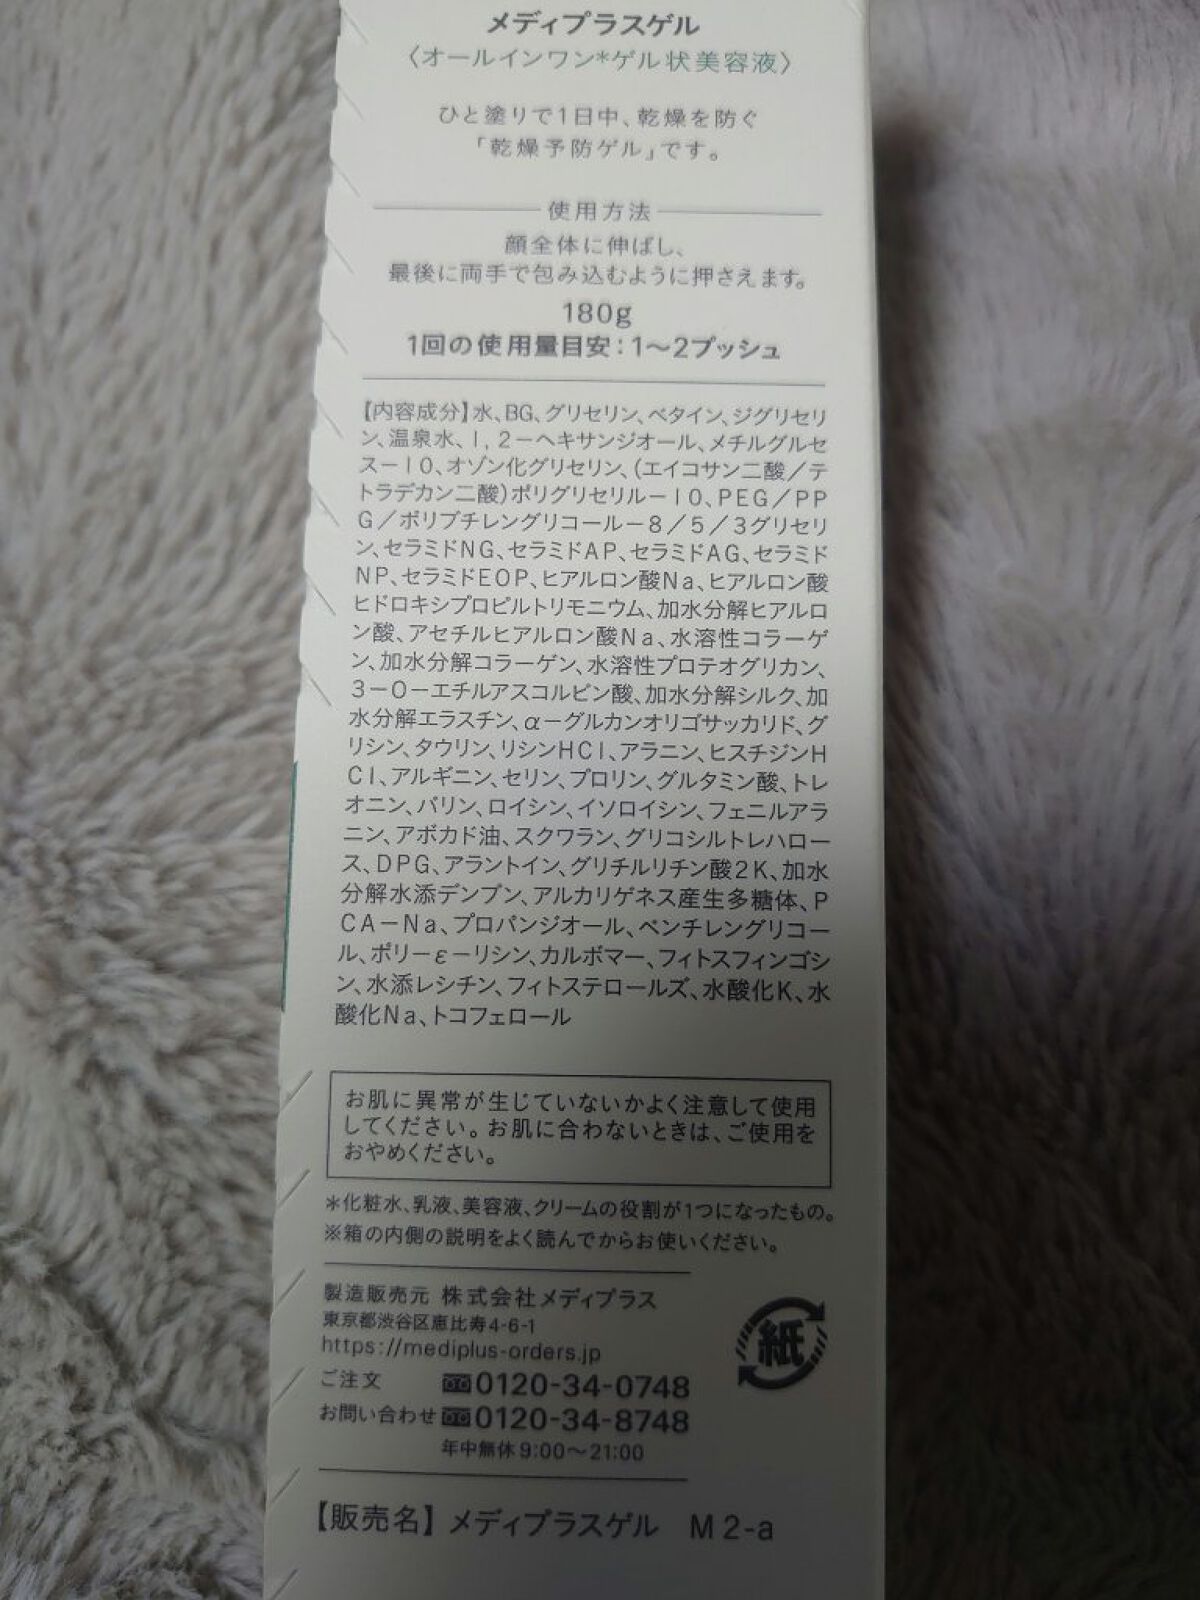 メディプラスゲル
〈オールインワン*ゲル状美容液〉
ひと塗りで1日中、乾燥を防ぐ
「乾燥予防ゲル」です。
使用方法
顔全体に伸ばし、
最後に両手で包み込むように押さえます。
180g
1回の使用量目安：1〜2プッシュ
【内容成分】水、BG、グリセリン、ベタイン、ジグリセリ
ン、温泉水、1，2－ヘキサンジオール、メチルグルセ
ス－10、オゾン化グリセリン、（エイコサン二酸／テ
トラデカン二酸）ポリグリセリル－10、PEG／PP
G／ポリブチレングリコール－8／5／3グリセリ
ン、セラミドNG、セラミドAP、セラミドAG、セラミド
NP、セラミドEOP、ヒアルロン酸Na、ヒアルロン酸
ヒドロキシプロピルトリモニウム、加水分解ヒアルロ
ン酸、アセチルヒアルロン酸Na、水溶性コラーゲ
ン、加水分解コラーゲン、水溶性プロテオグリカン、
3－O－エチルアスコルビン酸、加水分解シルク、加
水分解エラスチン、α－グルカンオリゴサッカリド、グ
リシン、タウリン、リシンHCl、アラニン、ヒスチジンH
Cl、アルギニン、セリン、プロリン、グルタミン酸、トレ
オニン、バリン、ロイシン、イソロイシン、フェニルアラ
ニン、アボカド油、スクワラン、グリコシルトレハロー
ス、DPG、アラントイン、グリチルリチン酸2K、加水
分解水添デンプン、アルカリゲネス産生多糖体、P
CA－Na、プロパンジオール、ペンチレングリコー
ル、ポリ－ε－リシン、カルボマー、フィトスフィンゴシ
ン、水添レシチン、フィトステロールズ、水酸化K、水
酸化Na、トコフェロール
お肌に異常が生じていないかよく注意して使用
してください。お肌に合わないときは、ご使用を
おやめください。
＊化粧水、乳液、美容液、クリームの役割が1つになったもの。
※箱の内側の説明をよく読んでからお使いください。
製造販売元 株式会社メディプラス
東京都渋谷区恵比寿4-6-1
https://mediplus-orders.jp
ご注文 0120-34-0748
お問い合わせ 0120-34-8748
年中無休9:00〜21:00
紙
【販売名】メディプラスゲル M2-a